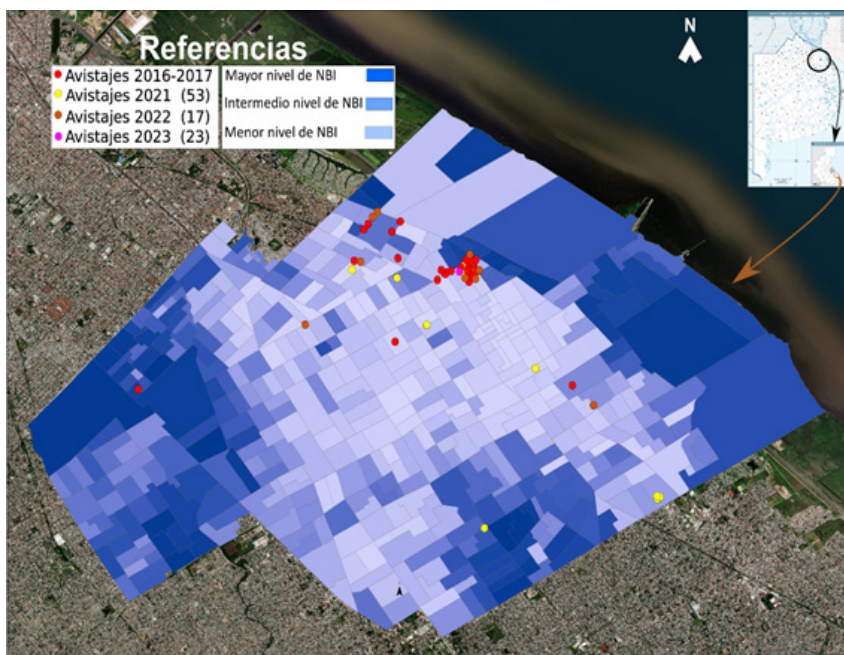 Referencias
N
Avistajes 2016-2017
Avistajes 2021 (53)
Avistajes 2022 (17)
Avistajes 2023 (23)
Mayor nivel de NBI
Intermedio nivel de NBI
Menor nivel de NBI